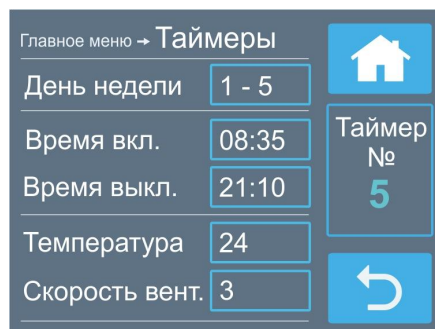 Главное меню → Таймеры
День недели 1 - 5
Время вкл. 08:35
Время выкл. 21:10
Температура 24
Скорость вент. 3
Таймер
№
5